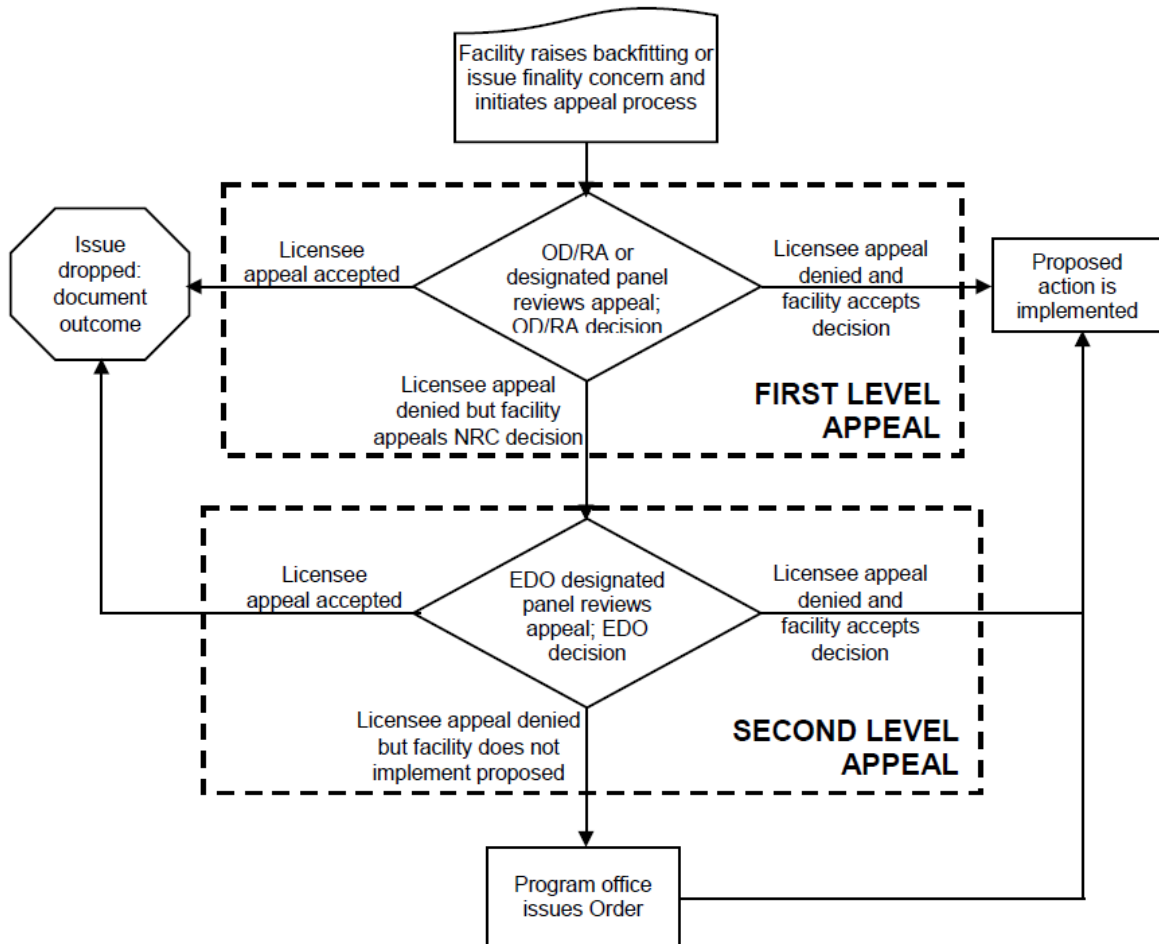 Facility raises backfitting or
issue finality concern and
initiates appeal process
Issue
dropped:
document
outcome
Licensee
appeal accepted
OD/RA or
designated panel
reviews appeal;
OD/RA decision
Licensee appeal
denied and
facility accepts
decision
Proposed
action is
implemented
Licensee appeal
denied but facility
appeals NRC decision
FIRST LEVEL
APPEAL
Licensee
appeal accepted
EDO designated
panel reviews
appeal; EDO
decision
Licensee appeal
denied and
facility accepts
decision
Licensee appeal denied
but facility does not
implement proposed
SECOND LEVEL
APPEAL
Program office
issues Order